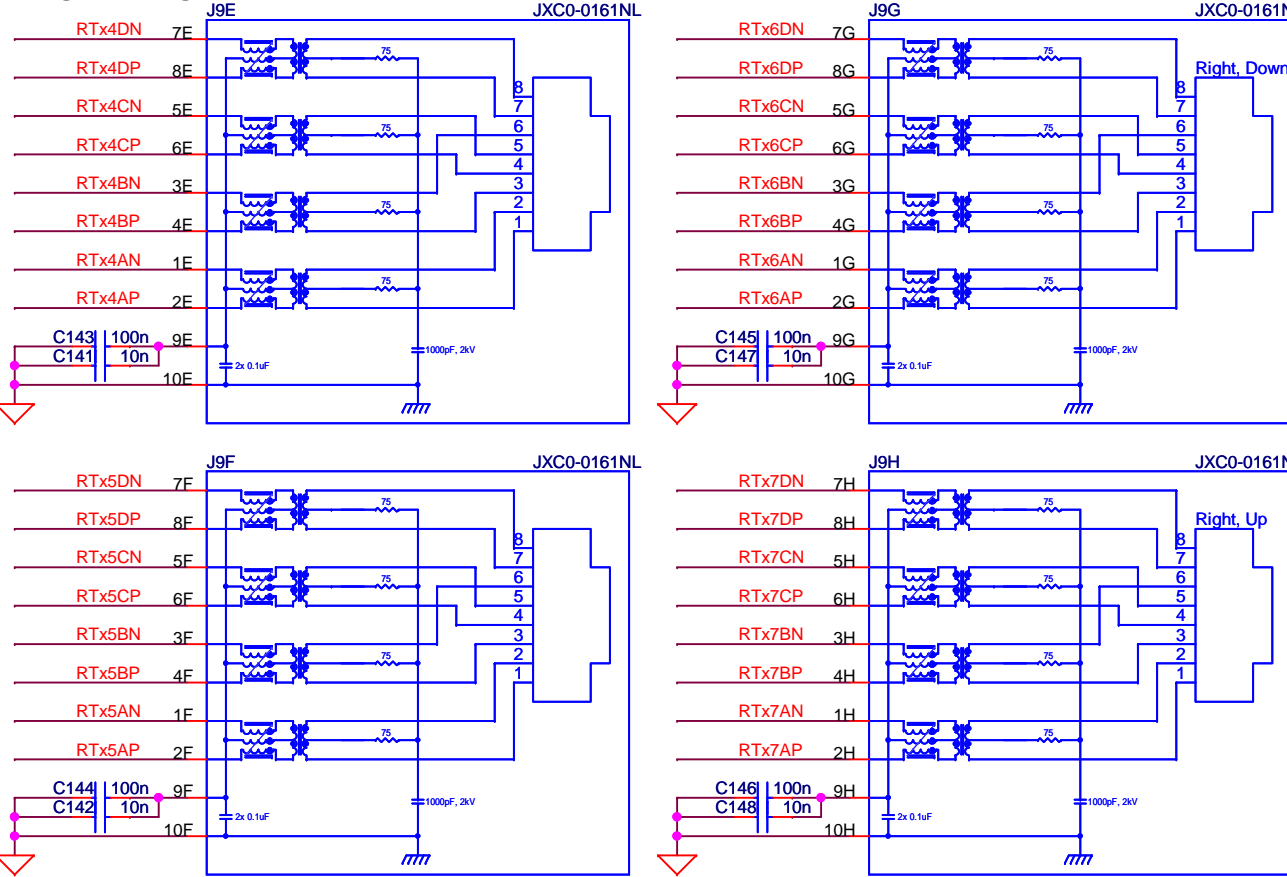 J9E JXC0-0161NL
RTx4DN 7E
75
RTx4DP 8E
8
RTx4CN 5E
7
75
6
RTx4CP 6E
5
4
RTx4BN 3E
3
75
2
RTx4BP 4E
1
RTx4AN 1E
75
RTx4AP 2E
C143 100n 9E
1000pF, 2kV
C141 10n
2x 0.1uF
10E
J9G JXC0-0161N
RTx6DN 7G
75
RTx6DP 8G
Right, Down
8
RTx6CN 5G
7
75
6
RTx6CP 6G
5
4
RTx6BN 3G
3
75
2
RTx6BP 4G
1
RTx6AN 1G
75
RTx6AP 2G
C145 100n 9G
1000pF, 2kV
C147 10n
2x 0.1uF
10G
J9F JXC0-0161NL
RTx5DN 7F
75
RTx5DP 8F
8
RTx5CN 5F
7
75
6
RTx5CP 6F
5
4
RTx5BN 3F
3
75
2
RTx5BP 4F
1
RTx5AN 1F
75
RTx5AP 2F
C144 100n 9F
1000pF, 2kV
C142 10n
2x 0.1uF
10F
J9H JXC0-0161N
RTx7DN 7H
75
RTx7DP 8H
Right, Up
8
RTx7CN 5H
7
75
6
RTx7CP 6H
5
4
RTx7BN 3H
3
75
2
RTx7BP 4H
1
RTx7AN 1H
75
RTx7AP 2H
C146 100n 9H
1000pF, 2kV
C148 10n
2x 0.1uF
10H